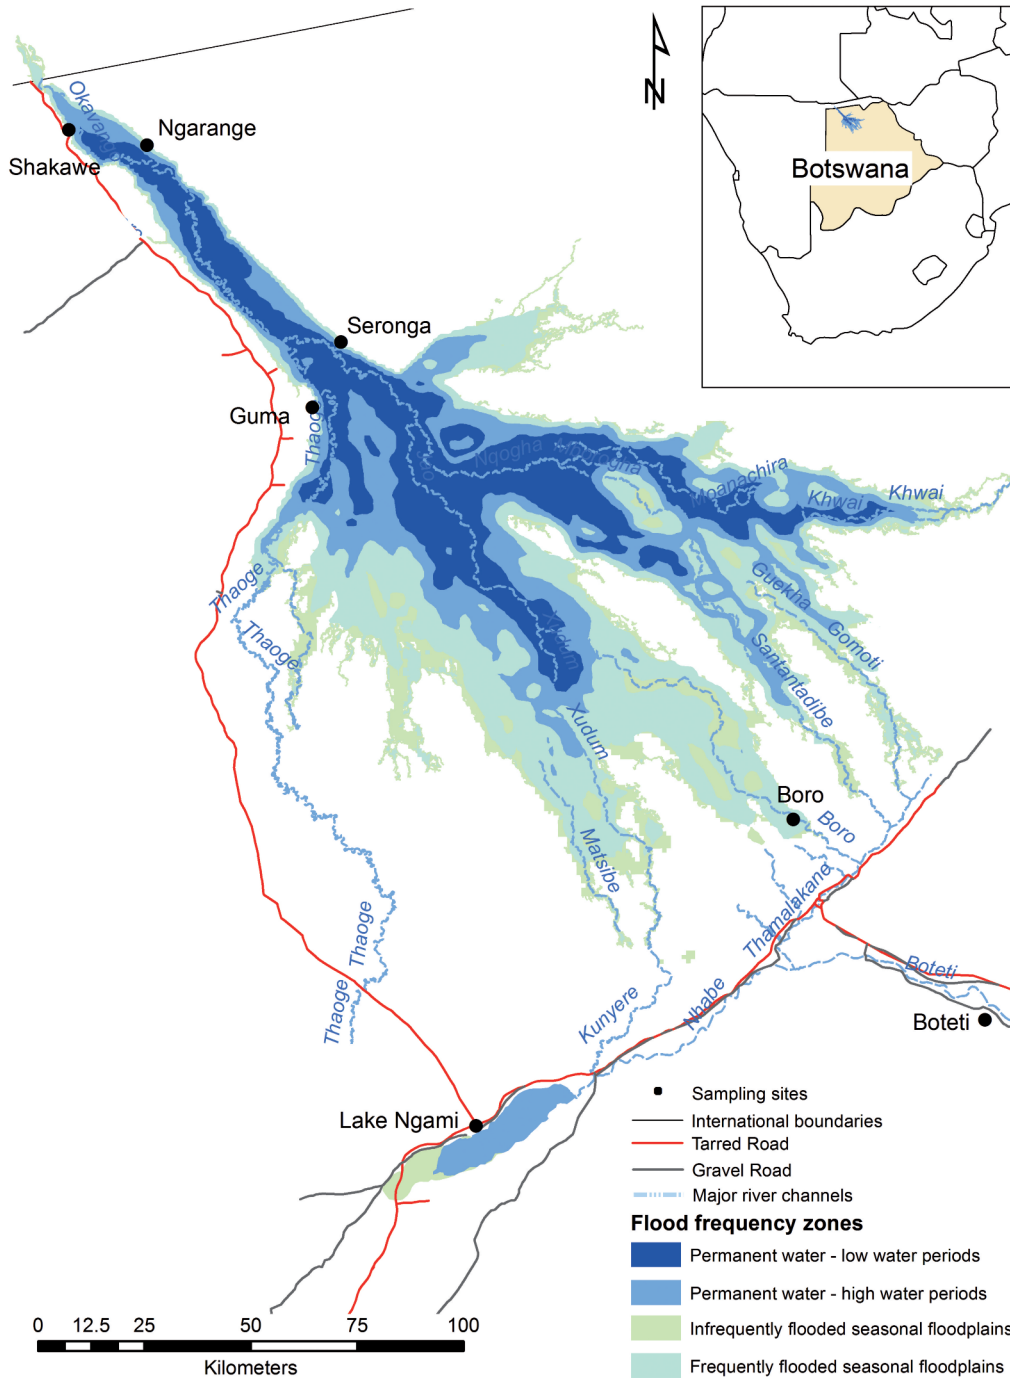 N
Botswana
Okavango
Ngarange
Shakawe
Seronga
Guma
Thaoge
Nqogha
Moanachira
Khwai
Khwai
Thaoge
Thaoge
Guekha
Gomoti
Santantadibe
Xudum
Xudum
Boro
Boro
Matsibe
Thamalakane
Thaoge
Thaoge
Boteti
Boteti
Nhabe
Kunyere
Lake Ngami
Sampling sites
International boundaries
Tarred Road
Gravel Road
Major river channels
Flood frequency zones
Permanent water - low water periods
Permanent water - high water periods
Infrequently flooded seasonal floodplains
Frequently flooded seasonal floodplains
0 12.5 25 50 75 100
Kilometers